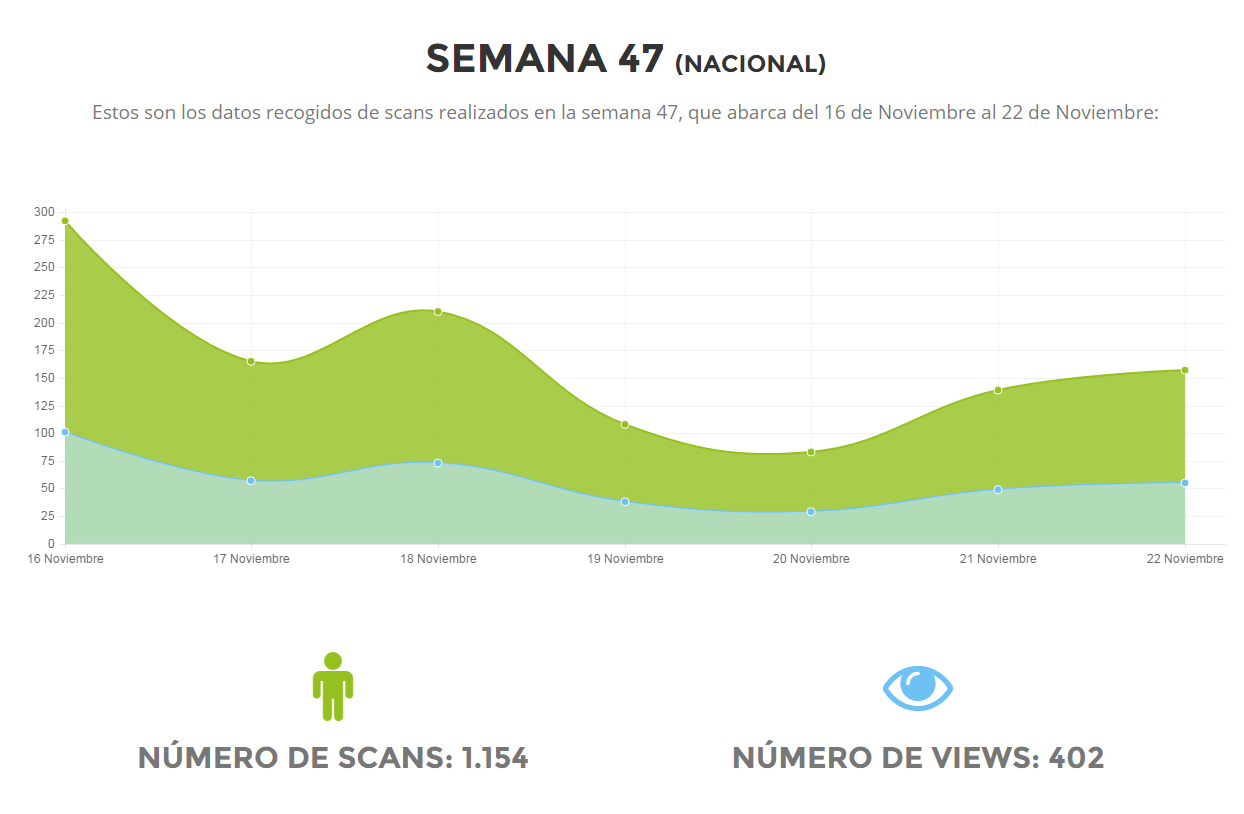 SEMANA 47 (NACIONAL)
Estos son los datos recogidos de scans realizados en la semana 47, que abarca del 16 de Noviembre al 22 de Noviembre:
300
275
250
225
200
175
150
125
100
75
50
25
0
16 Noviembre 17 Noviembre 18 Noviembre 19 Noviembre 20 Noviembre 21 Noviembre 22 Noviembre
NÚMERO DE SCANS: 1.154
NÚMERO DE VIEWS: 402